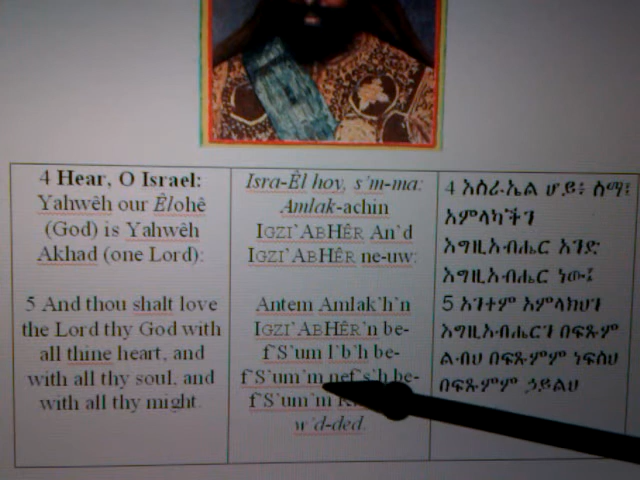 4 Hear, O Israel:
Yahwêh our Êlohê
(God) is Yahwêh
Akhad (one Lord):
5 And thou shalt love
the Lord thy God with
all thine heart, and
with all thy soul, and
with all thy might.
Isra-Êl hoy, s'm-ma:
Amlak-achin
IGZI'ABHÊR An'd
IGZI'ABHÊR ne-uw:
Antem Amlak'h'n
IGZI'ABHÊR'n be-
f'S'um l'b'h be-
f'S'um'm nef's'h be-
f'S'um'm
w'd-ded.
4 እስራ-ኤል ሆይ፥ ስማ፤
አምላካችን
እግዚአብሔር አንድ
እግዚአብሔር ነው፤
5 አንተም አምላክህን
እግዚአብሔርን በፍጹም
ልብህ በፍጹምም ነፍስህ
በፍጹምም ኃይልህ